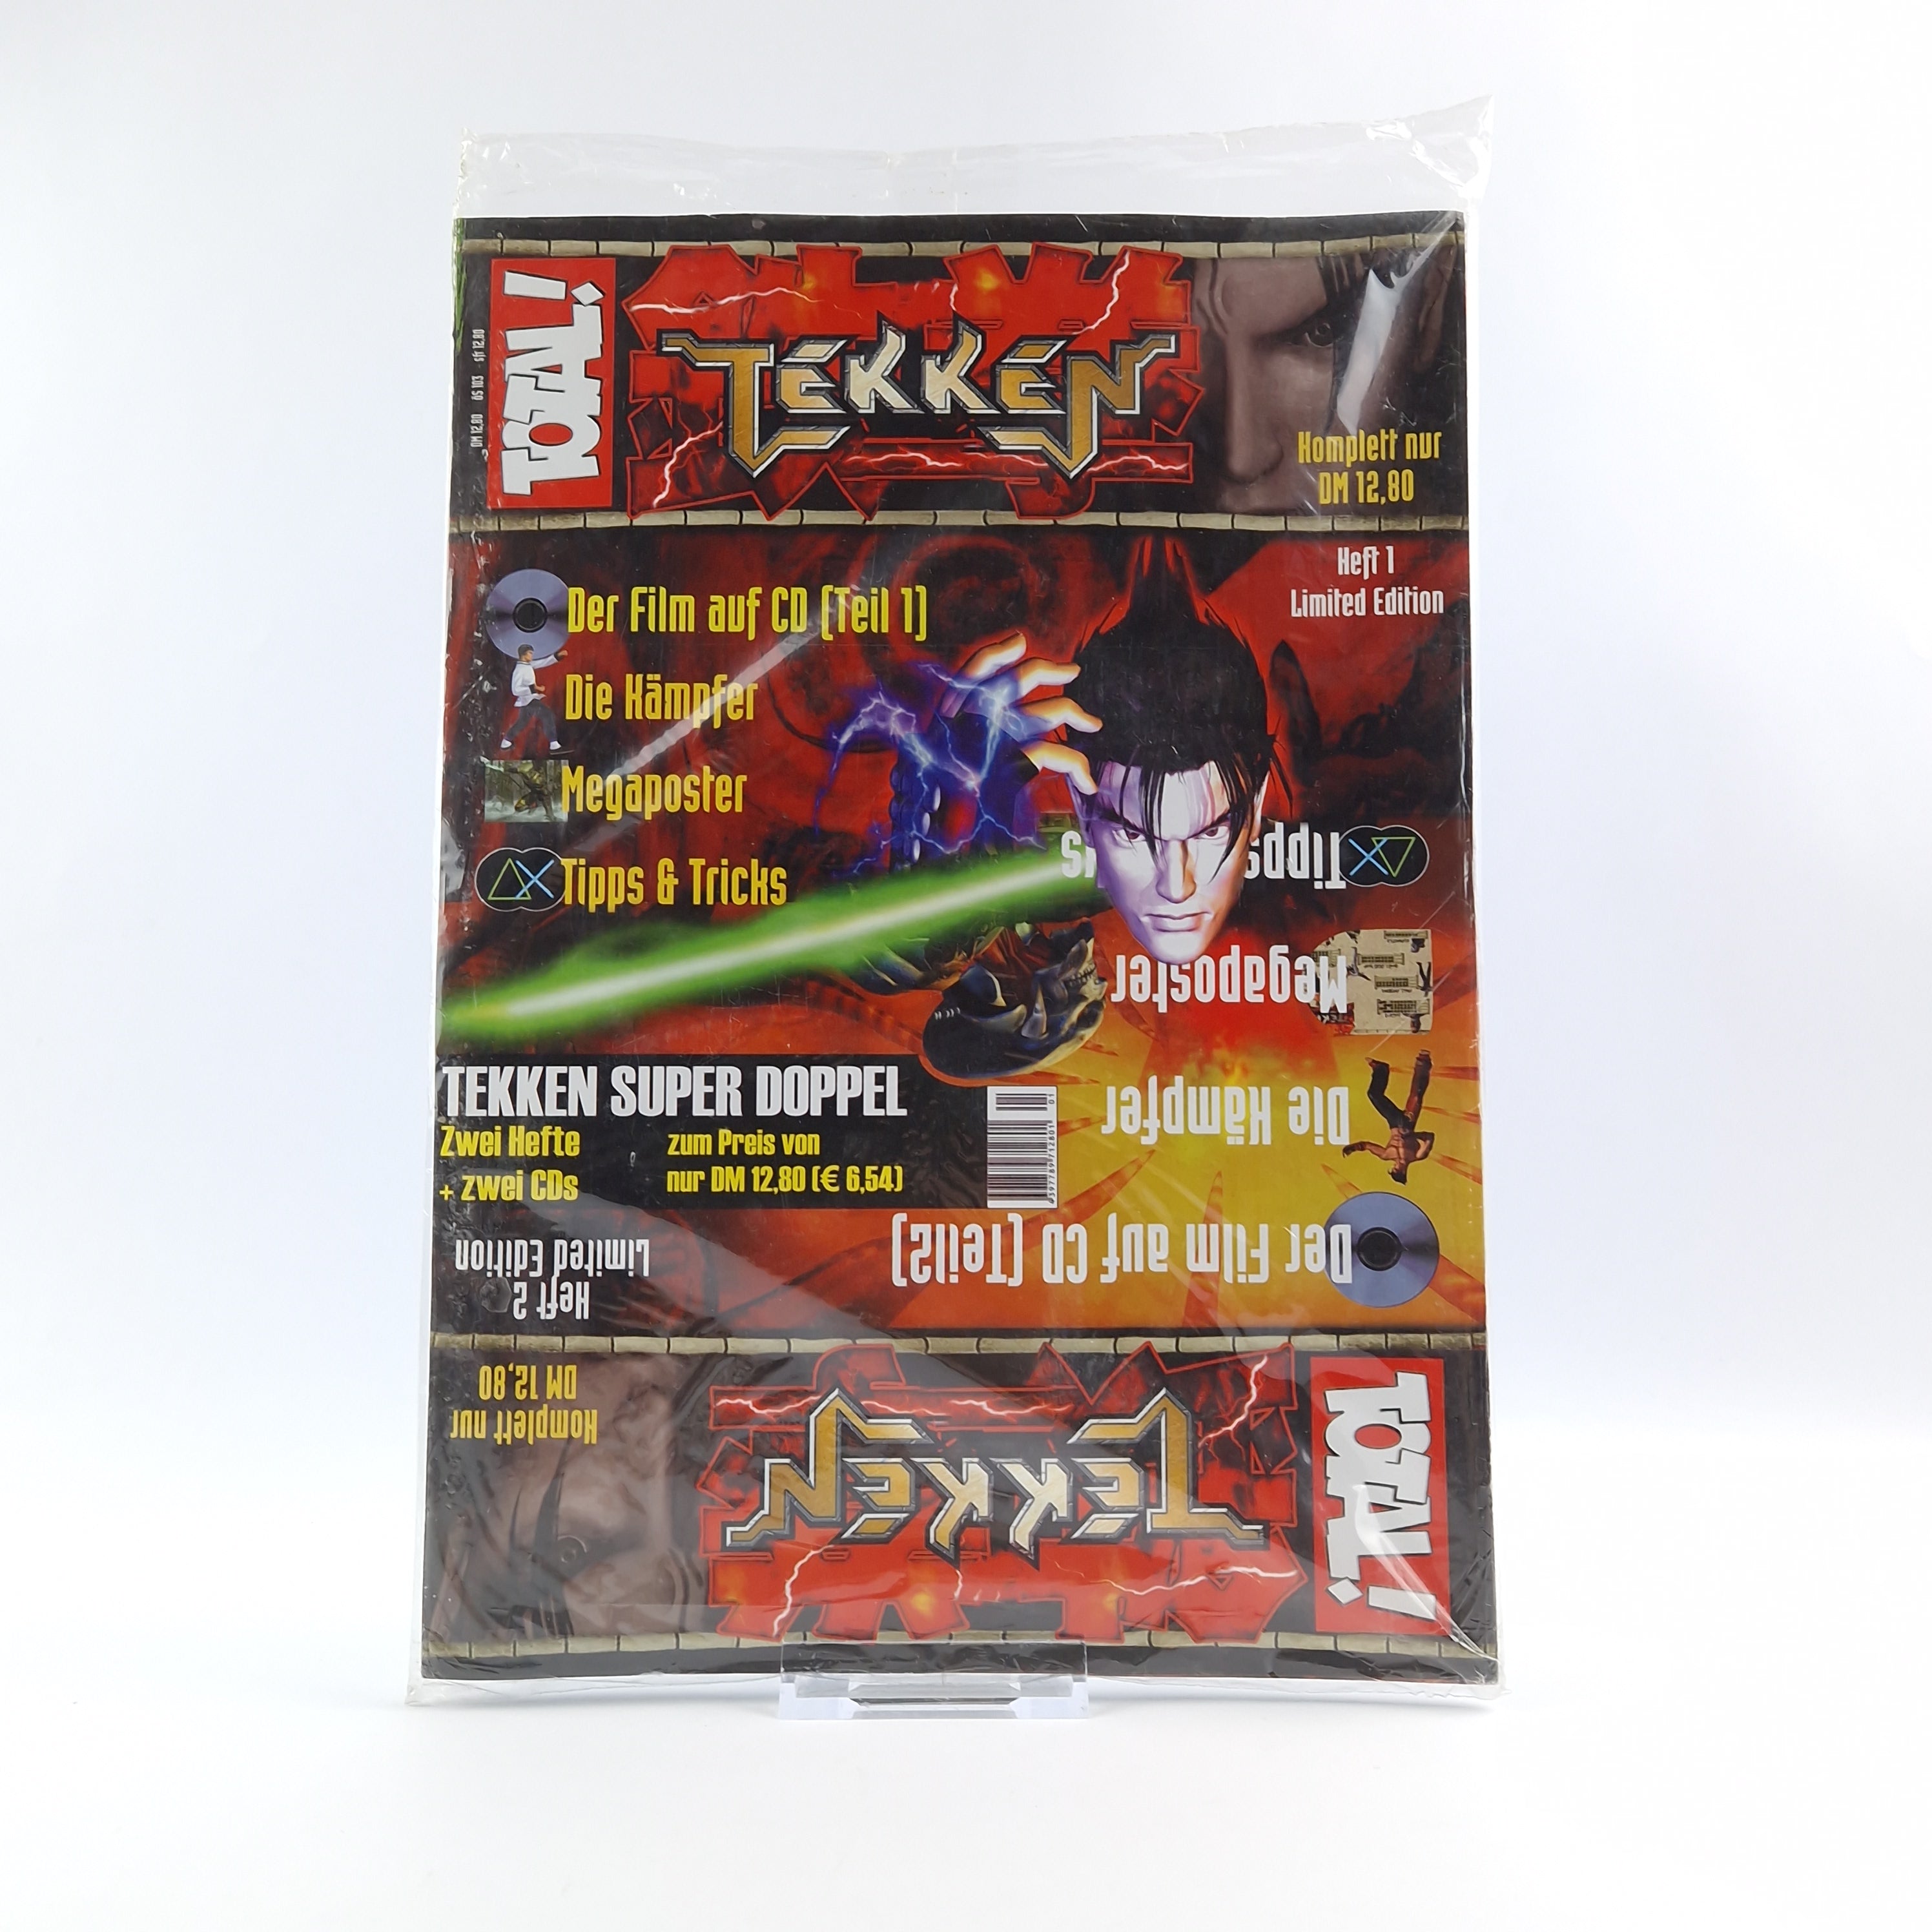 DM 12,80 öS 103 sfr 12,80
TOTAL!
TEKKEN
Komplett nur
DM 12,80
Heft 1
Limited Edition
Der Film auf CD (Teil 1)
Die Kämpfer
Megaposter
Tipps & Tricks
TEKKEN SUPER DOPPEL
Zwei Hefte
+ zwei CDs
zum Preis von
nur DM 12,80 (€ 6,54)
01
TOTAL!
TEKKEN
Komplett nur
DM 12,80
Heft 2
Limited Edition
Der Film auf CD (Teil2)
Die Kämpfer
Megaposter
Tipps